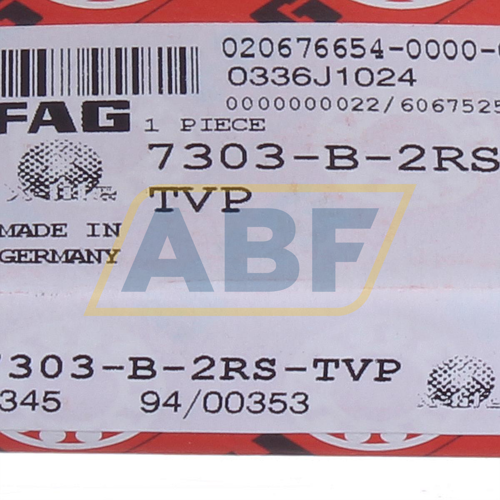 020676654-0000-
0336J1024
0000000022/6067525
FAG
1 PIECE
7303-B-2RS
TVP
MADE IN
GERMANY
ABF
7303-B-2RS-TVP
345 94/00353